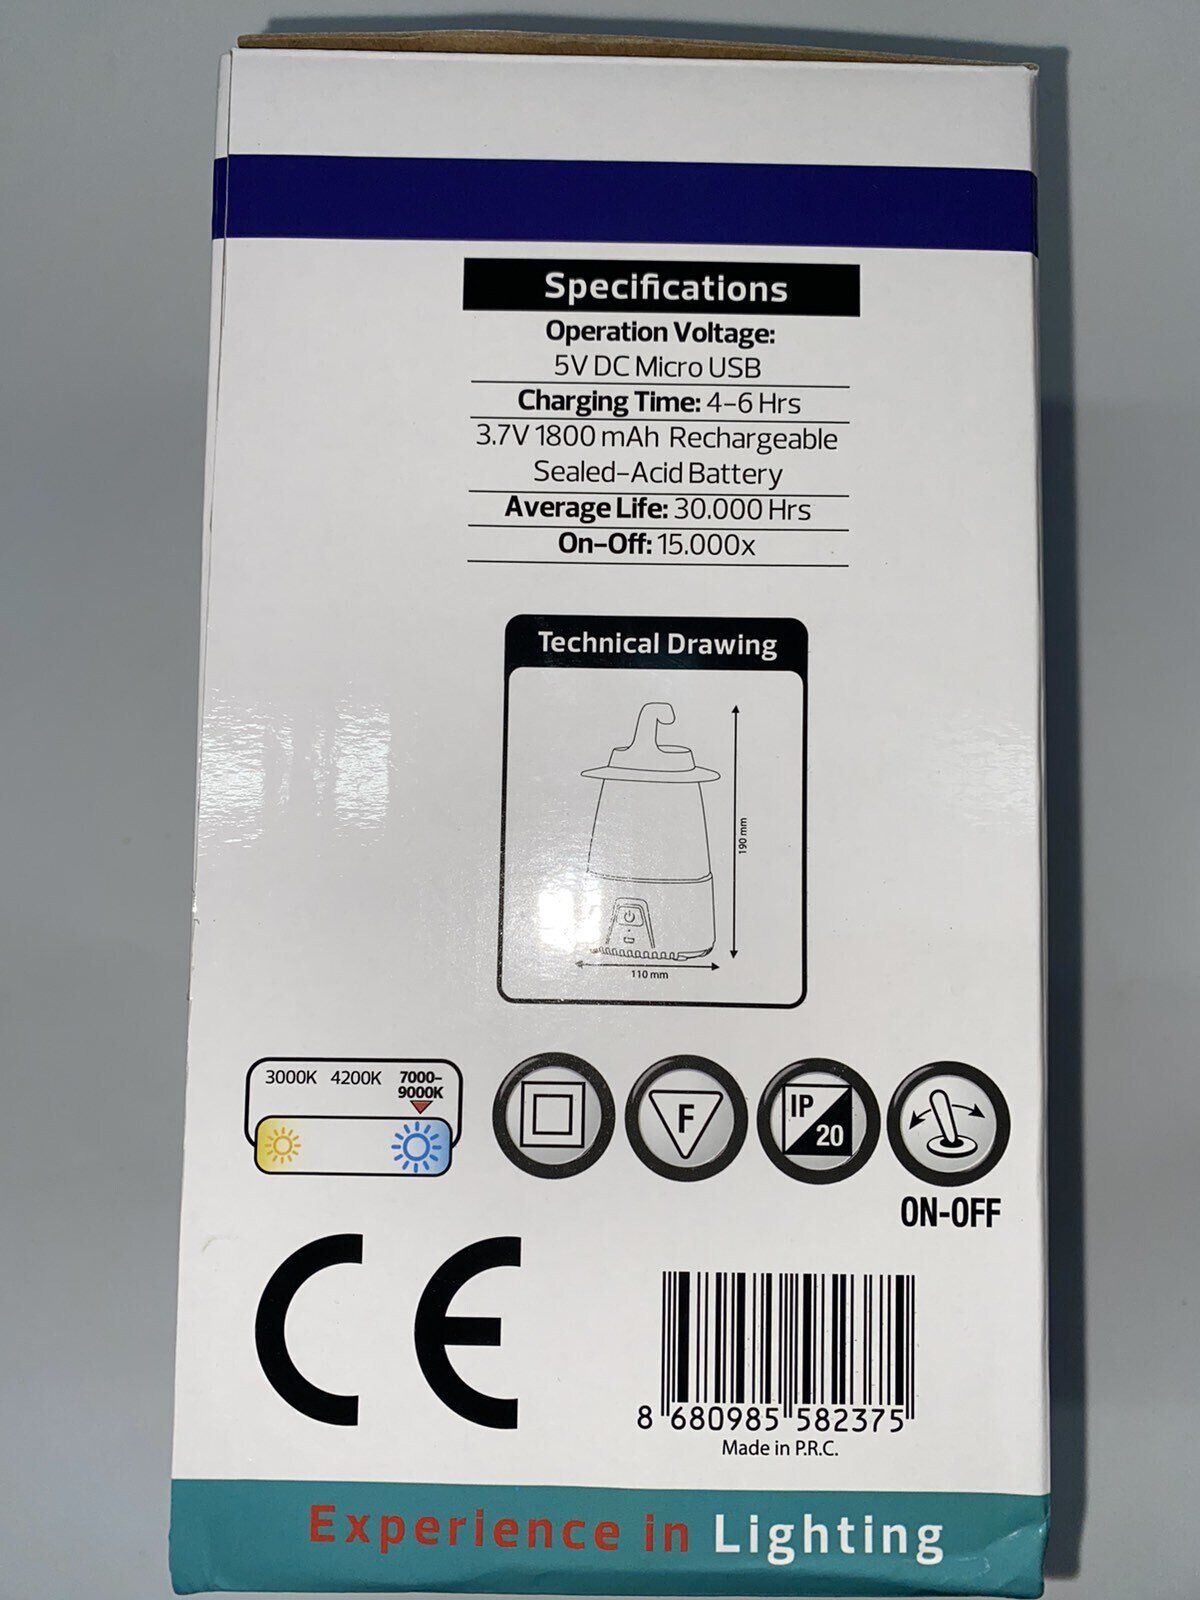 Specifications
Operation Voltage:
5V DC Micro USB
Charging Time: 4-6 Hrs
3.7V 1800 mAh Rechargeable
Sealed-Acid Battery
Average Life: 30.000 Hrs
On-Off: 15.000x
Technical Drawing
190 mm
110 mm
3000K 4200K 7000-
9000K
F
IP
20
ON-OFF
CE
8 680985 582375
Made in P.R.C.
Experience in Lighting